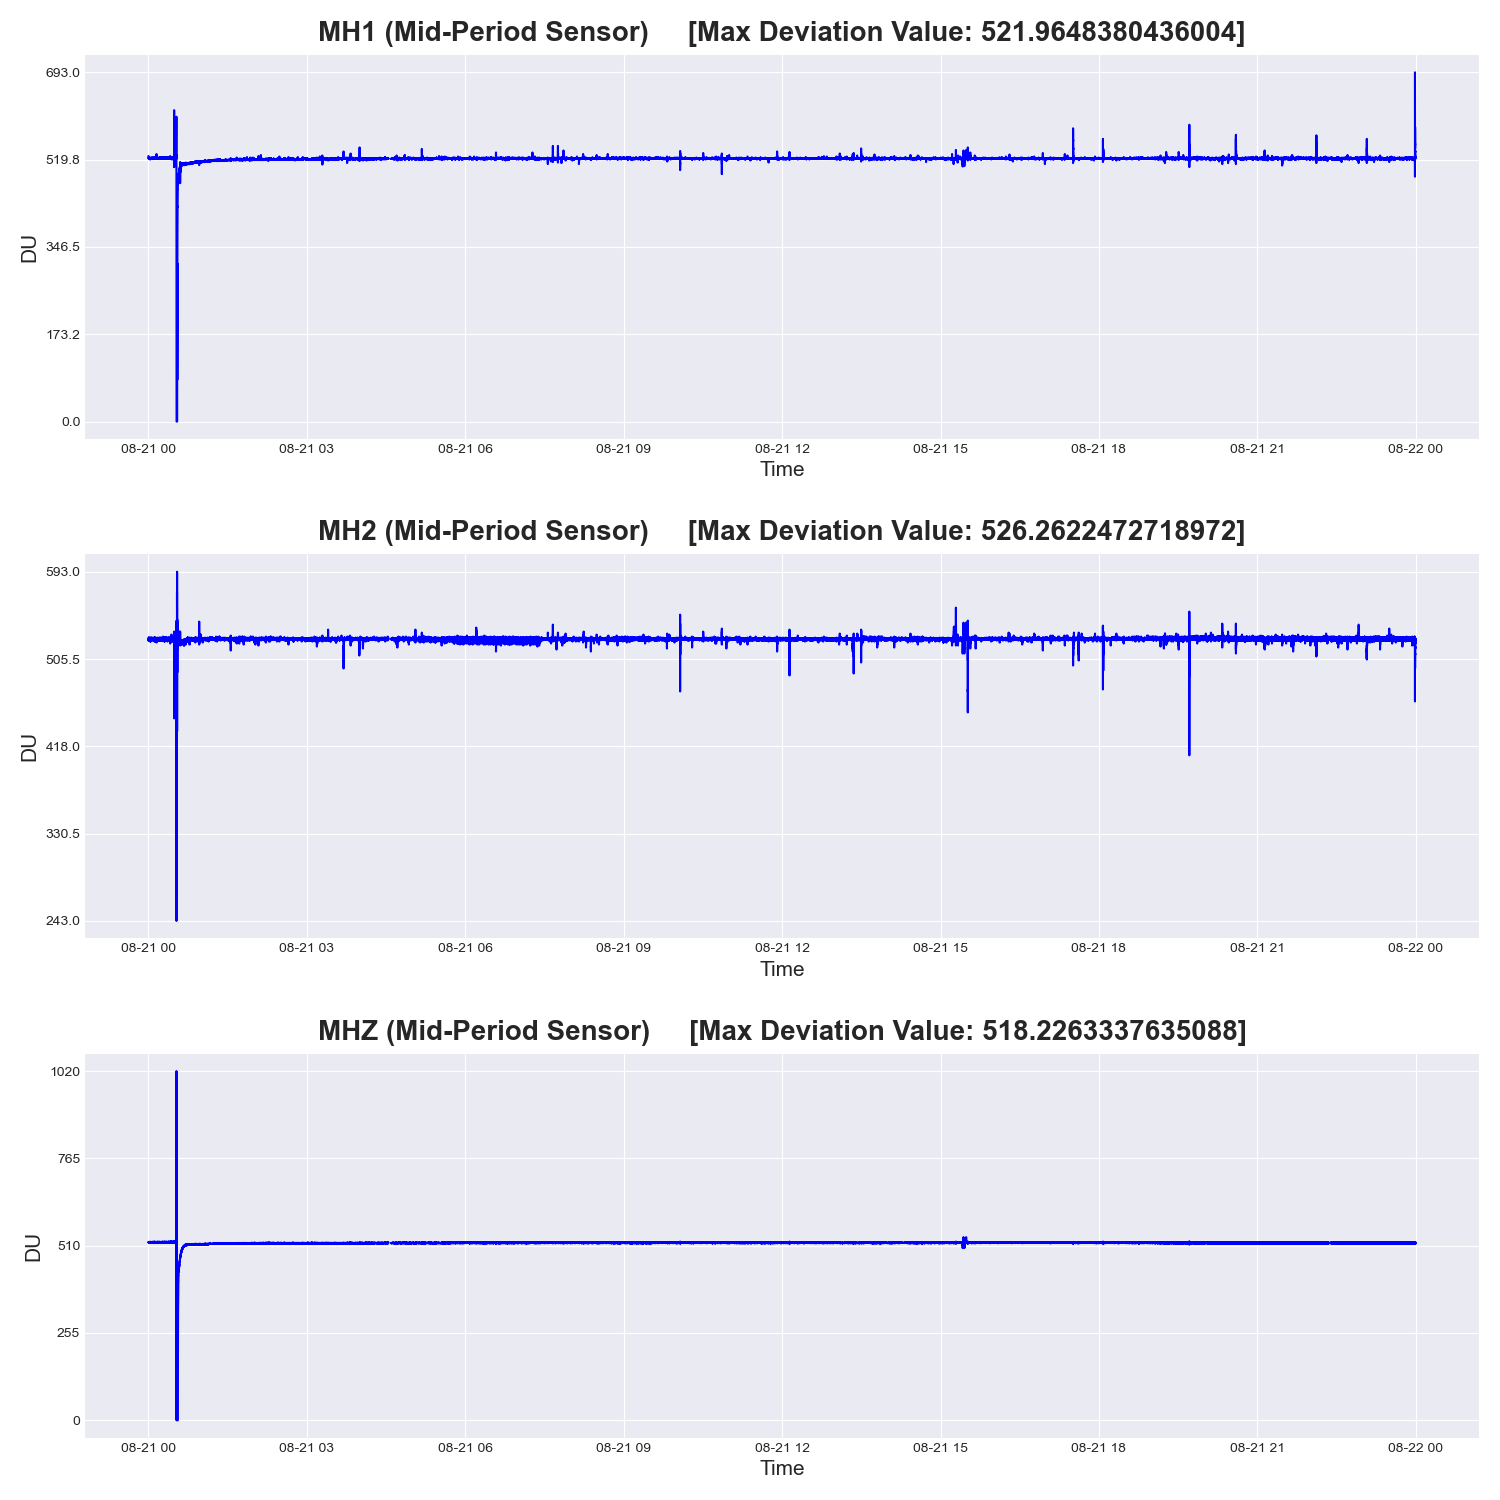 MH1 (Mid-Period Sensor) [Max Deviation Value: 521.9648380436004]
693.0
519.8
346.5
173.2
0.0
DU
08-21 00 08-21 03 08-21 06 08-21 09 08-21 12 08-21 15 08-21 18 08-21 21 08-22 00
Time
MH2 (Mid-Period Sensor) [Max Deviation Value: 526.2622472718972]
593.0
505.5
418.0
330.5
243.0
DU
08-21 00 08-21 03 08-21 06 08-21 09 08-21 12 08-21 15 08-21 18 08-21 21 08-22 00
Time
MHZ (Mid-Period Sensor) [Max Deviation Value: 518.2263337635088]
1020
765
510
255
0
DU
08-21 00 08-21 03 08-21 06 08-21 09 08-21 12 08-21 15 08-21 18 08-21 21 08-22 00
Time